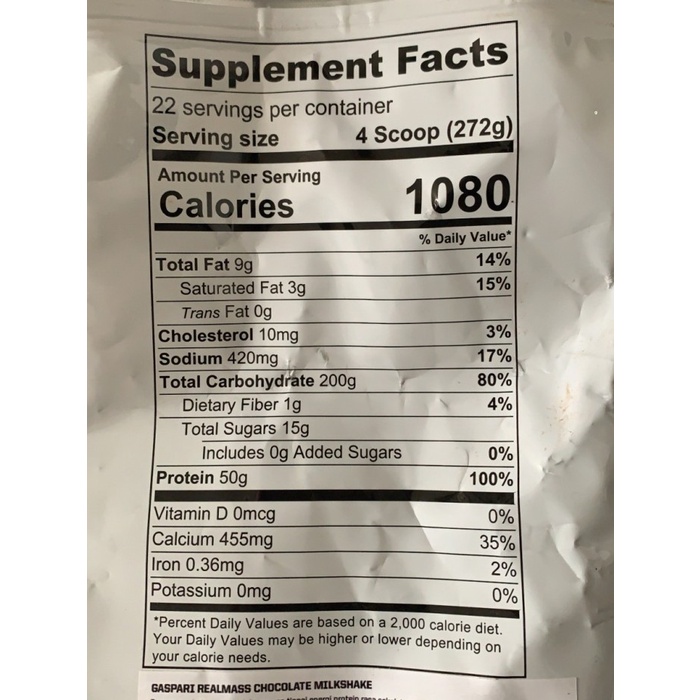 Supplement Facts
22 servings per container
Serving size 4 Scoop (272g)
Amount Per Serving
Calories 1080
% Daily Value*
Total Fat 9g 14%
Saturated Fat 3g 15%
Trans Fat 0g
Cholesterol 10mg 3%
Sodium 420mg 17%
Total Carbohydrate 200g 80%
Dietary Fiber 1g 4%
Total Sugars 15g
Includes 0g Added Sugars 0%
Protein 50g 100%
Vitamin D 0mcg 0%
Calcium 455mg 35%
Iron 0.36mg 2%
Potassium 0mg 0%
*Percent Daily Values are based on a 2,000 calorie diet.
Your Daily Values may be higher or lower depending on
your calorie needs.
GASPARI REALMASS CHOCOLATE MILKSHAKE